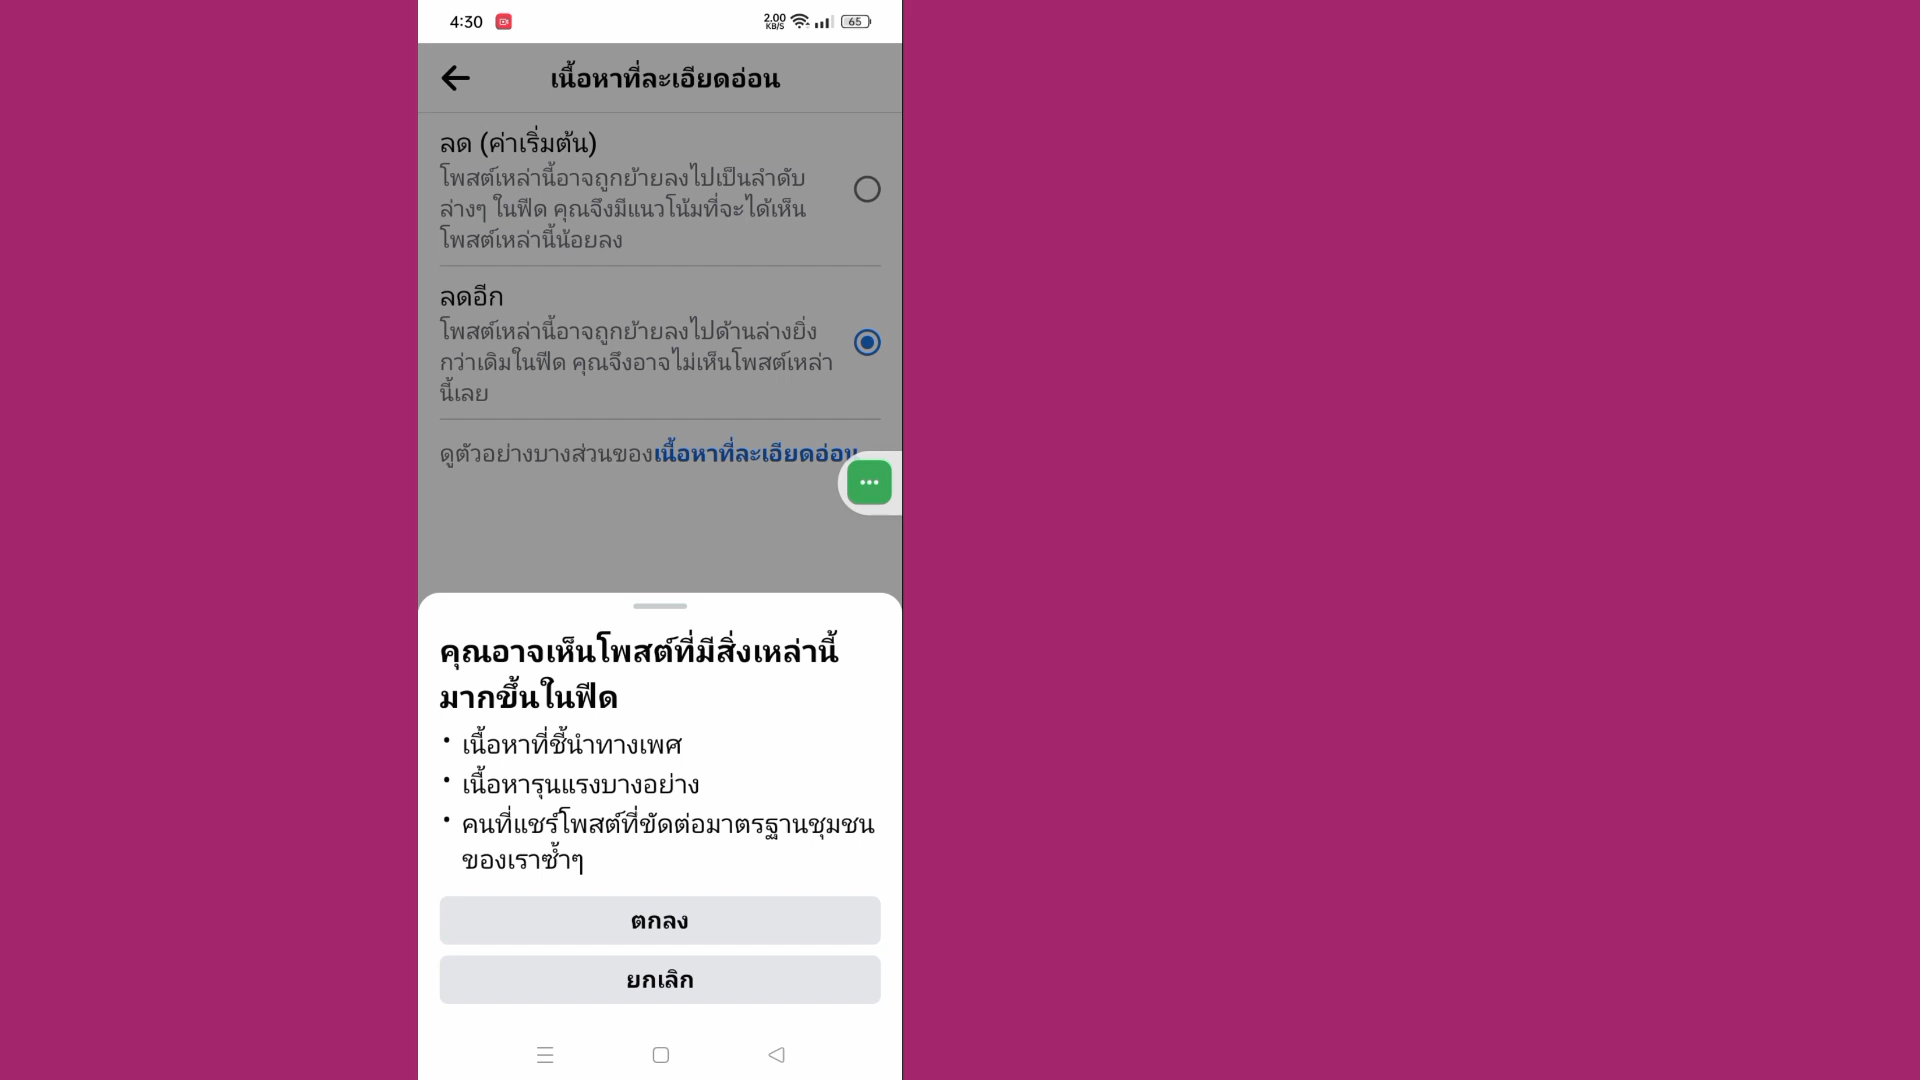 4:30
2.00 KB/S
65
เนื้อหาที่ละเอียดอ่อน
ลด (ค่าเริ่มต้น)
โพสต์เหล่านี้อาจถูกย้ายลงไปเป็นลำดับ
ล่างๆ ในฟีด คุณจึงมีแนวโน้มที่จะได้เห็น
โพสต์เหล่านี้น้อยลง
ลดอีก
โพสต์เหล่านี้อาจถูกย้ายลงไปด้านล่างยิ่ง
กว่าเดิมในฟีด คุณจึงอาจไม่เห็นโพสต์เหล่า
นี้เลย
ดูตัวอย่างบางส่วนของเนื้อหาที่ละเอียดอ่อน
คุณอาจเห็นโพสต์ที่มีสิ่งเหล่านี้
มากขึ้นในฟีด
• เนื้อหาที่ชี้นำทางเพศ
• เนื้อหารุนแรงบางอย่าง
• คนที่แชร์โพสต์ที่ขัดต่อมาตรฐานชุมชน
ของเราซ้ำๆ
ตกลง
ยกเลิก